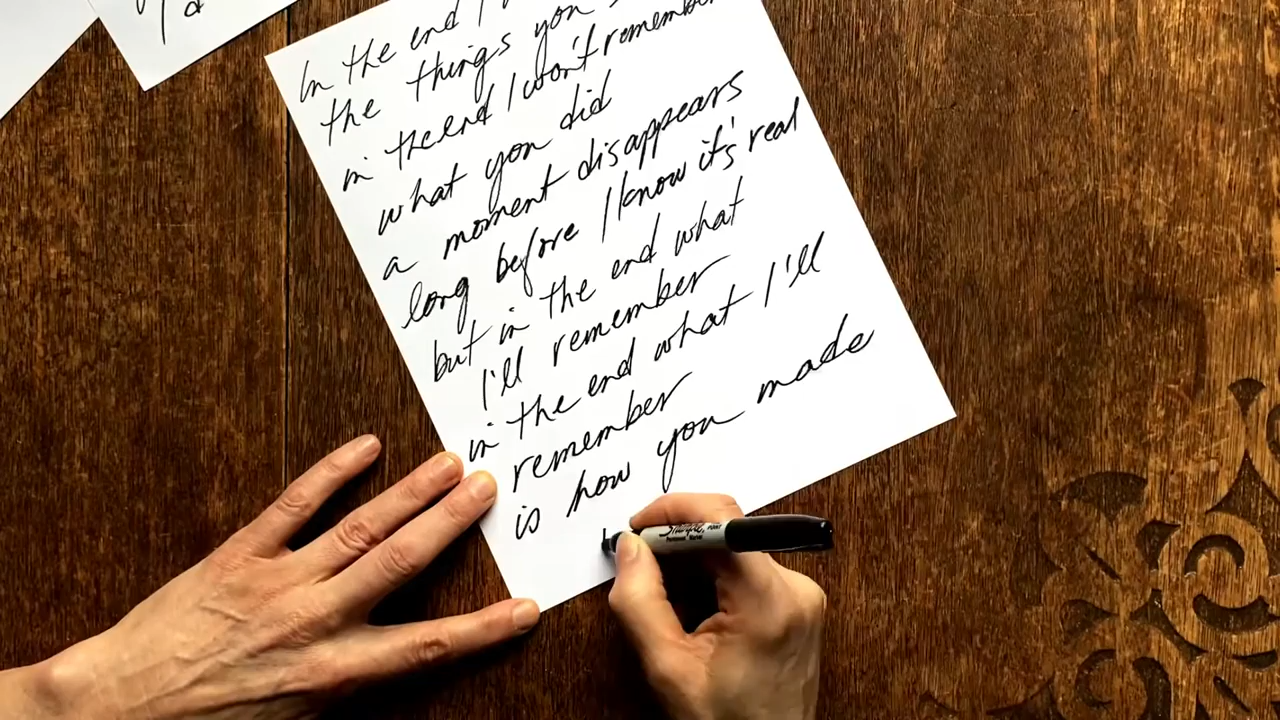 In the end I
the things you
in the end I won't remember
what you did
a moment disappears
long before I know it's real
but in the end what
I'll remember
in the end what I'll
remember
is how you made
Sharpie